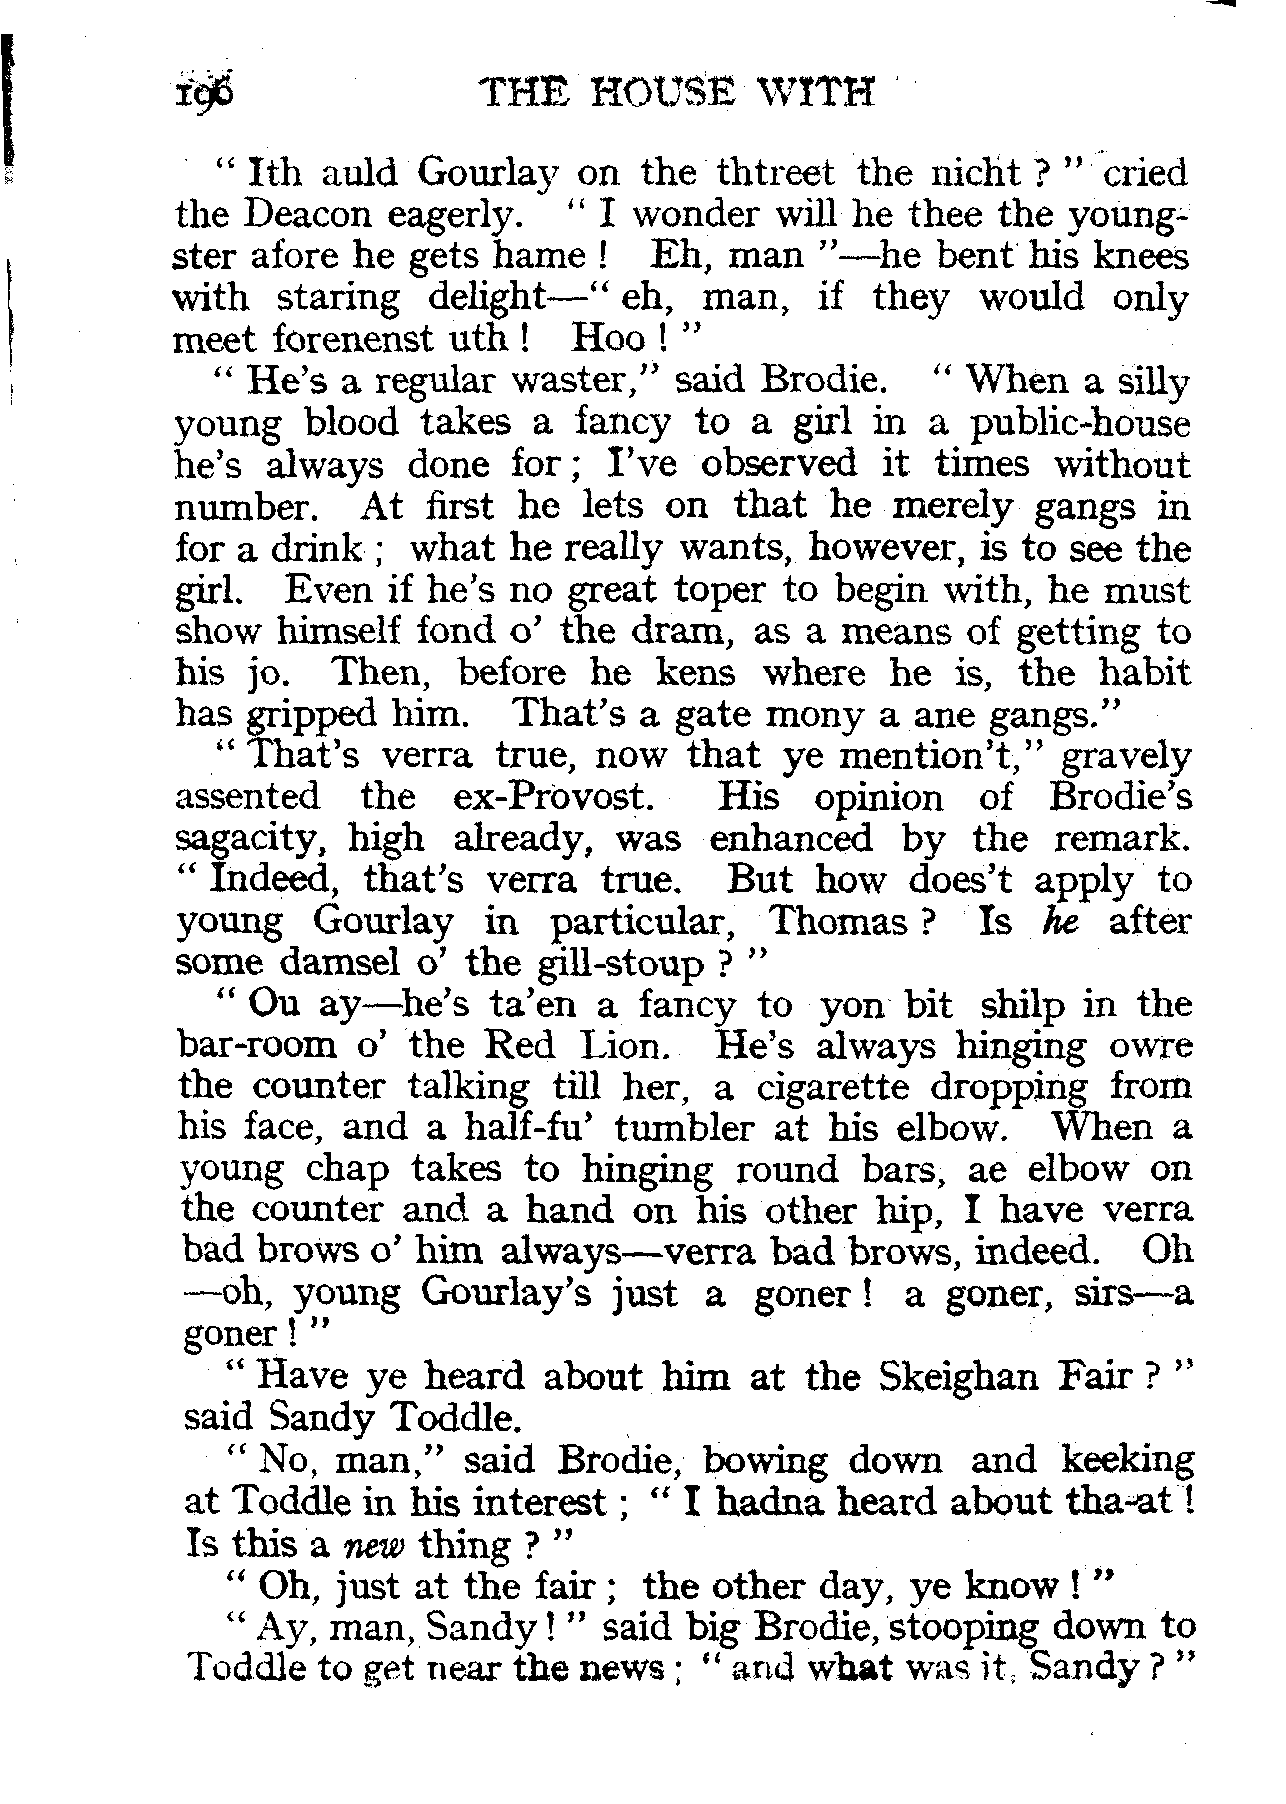 196 THE HOUSE WITH
" Ith auld Gourlay on the thtreet the nicht ? " cried
the Deacon eagerly. " I wonder will he thee the young-
ster afore he gets hame ! Eh, man "—he bent his knees
with staring delight—" eh, man, if they would only
meet forenenst uth ! Hoo ! "
" He's a regular waster," said Brodie. " When a silly
young blood takes a fancy to a girl in a public-house
he's always done for ; I've observed it times without
number. At first he lets on that he merely gangs in
for a drink ; what he really wants, however, is to see the
girl. Even if he's no great toper to begin with, he must
show himself fond o' the dram, as a means of getting to
his jo. Then, before he kens where he is, the habit
has gripped him. That's a gate mony a ane gangs."
" That's verra true, now that ye mention't," gravely
assented the ex-Provost. His opinion of Brodie's
sagacity, high already, was enhanced by the remark.
" Indeed, that's verra true. But how does't apply to
young Gourlay in particular, Thomas ? Is he after
some damsel o' the gill-stoup ? "
" Ou ay—he's ta'en a fancy to yon bit shilp in the
bar-room o' the Red Lion. He's always hinging owre
the counter talking till her, a cigarette dropping from
his face, and a half-fu' tumbler at his elbow. When a
young chap takes to hinging round bars, ae elbow on
the counter and a hand on his other hip, I have verra
bad brows o' him always—verra bad brows, indeed. Oh
—oh, young Gourlay's just a goner ! a goner, sirs—a
goner ! "
" Have ye heard about him at the Skeighan Fair ? "
said Sandy Toddle.
" No, man," said Brodie, bowing down and keeking
at Toddle in his interest ; " I hadna heard about tha-at !
Is this a new thing ? "
" Oh, just at the fair ; the other day, ye know ! "
" Ay, man, Sandy ! " said big Brodie, stooping down to
Toddle to get near the news ; " and what was it, Sandy ? "